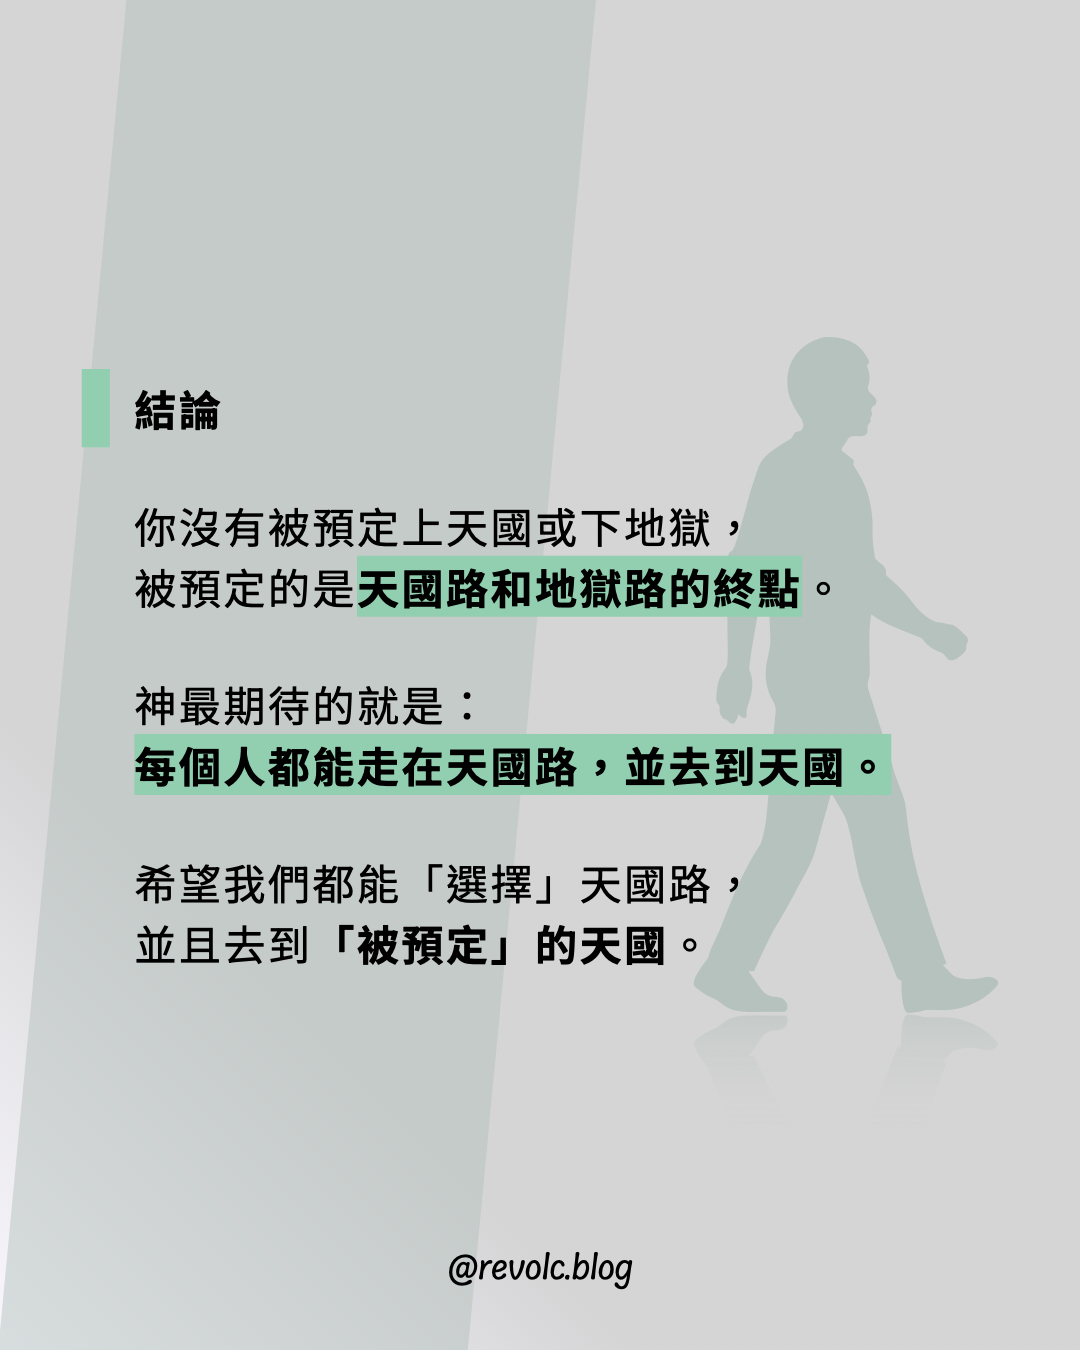 結論
你沒有被預定上天國或下地獄，
被預定的是天國路和地獄路的終點。
神最期待的就是：
每個人都能走在天國路，並去到天國。
希望我們都能「選擇」天國路，
並且去到「被預定」的天國。
@revolc.blog